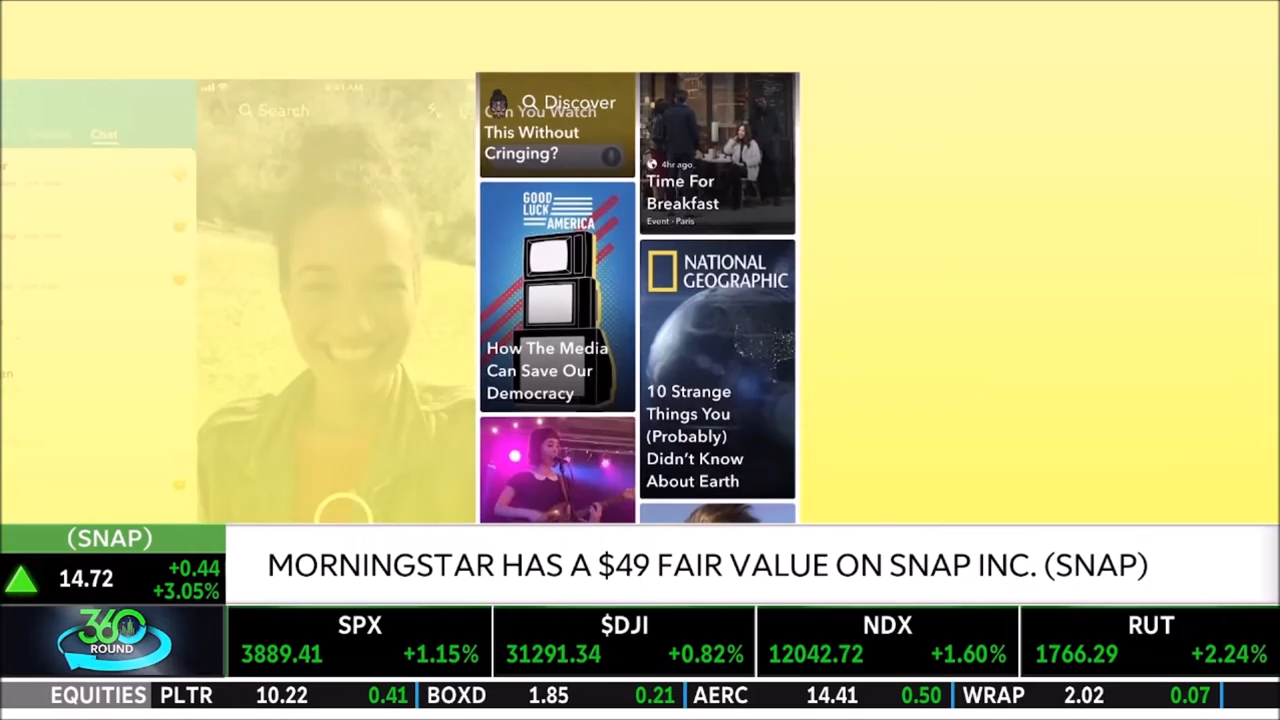 Search
Chat
Discover
Can You Watch
This Without
Cringing?
4hr ago
Time For
Breakfast
Event · Paris
GOOD
LUCK
AMERICA
How The Media
Can Save Our
Democracy
NATIONAL
GEOGRAPHIC
10 Strange
Things You
(Probably)
Didn't Know
About Earth
(SNAP)
14.72
+0.44
+3.05%
MORNINGSTAR HAS A $49 FAIR VALUE ON SNAP INC. (SNAP)
360
ROUND
SPX
3889.41 +1.15%
$DJI
31291.34 +0.82%
NDX
12042.72 +1.60%
RUT
1766.29 +2.24%
EQUITIES PLTR 10.22 0.41 BOXD 1.85 0.21 AERC 14.41 0.50 WRAP 2.02 0.07